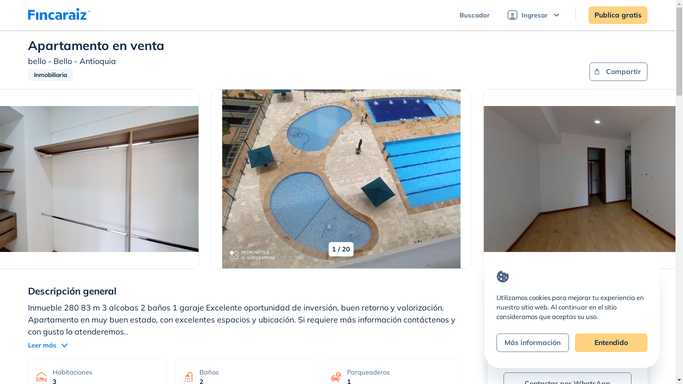 Fincaraiz
Buscador
Ingresar
Publica gratis
Apartamento en venta
bello - Bello - Antioquia
Inmobiliaria
Compartir
1 / 20
Descripción general
Inmueble 280 83 m 3 alcobas 2 baños 1 garaje Excelente oportunidad de inversión, buen retorno y valorización.
Apartamento en muy buen estado, con excelentes espacios y ubicación. Si requiere más información contáctenos y
con gusto lo atenderemos...
Leer más
Habitaciones
3
Baños
2
Parqueaderos
1
Utilizamos cookies para mejorar tu experiencia en
nuestro sitio web. Al continuar en el sitio
consideramos que aceptas su uso.
Más información
Entendido
Contactar por WhatsApp